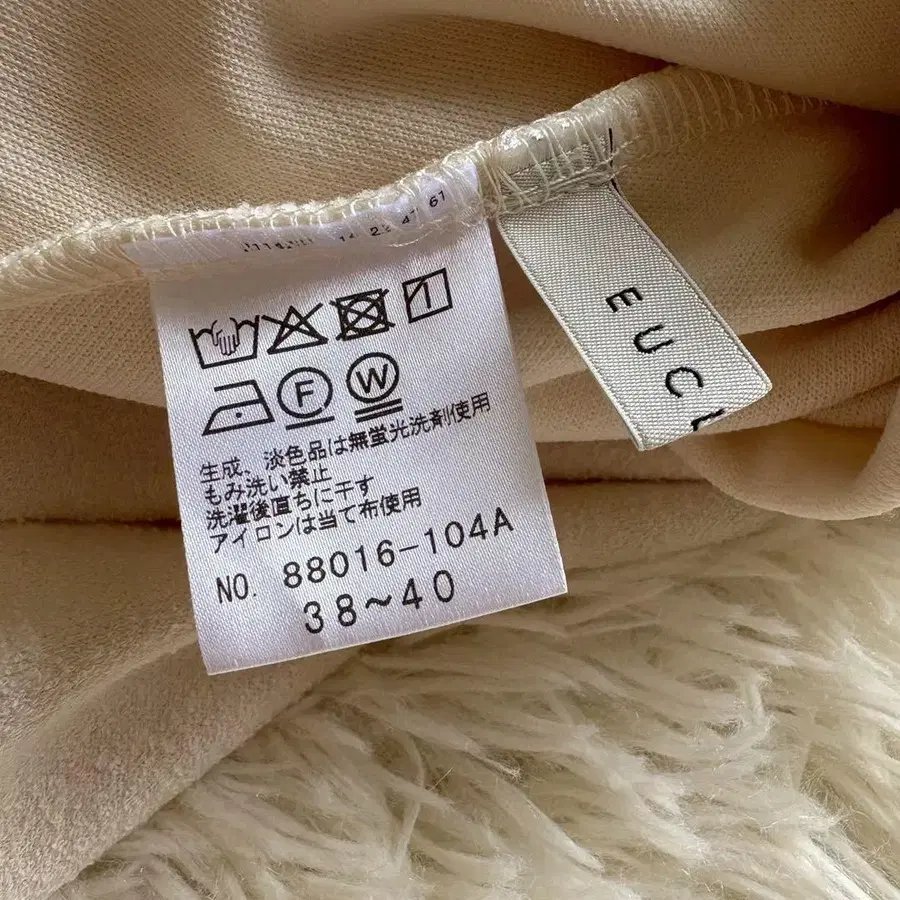 F W
生成、淡色品は無蛍光洗剤使用
もみ洗い禁止
洗濯後直ちに干す
アイロンは当て布使用
NO. 88016-104A
38~40
EUC